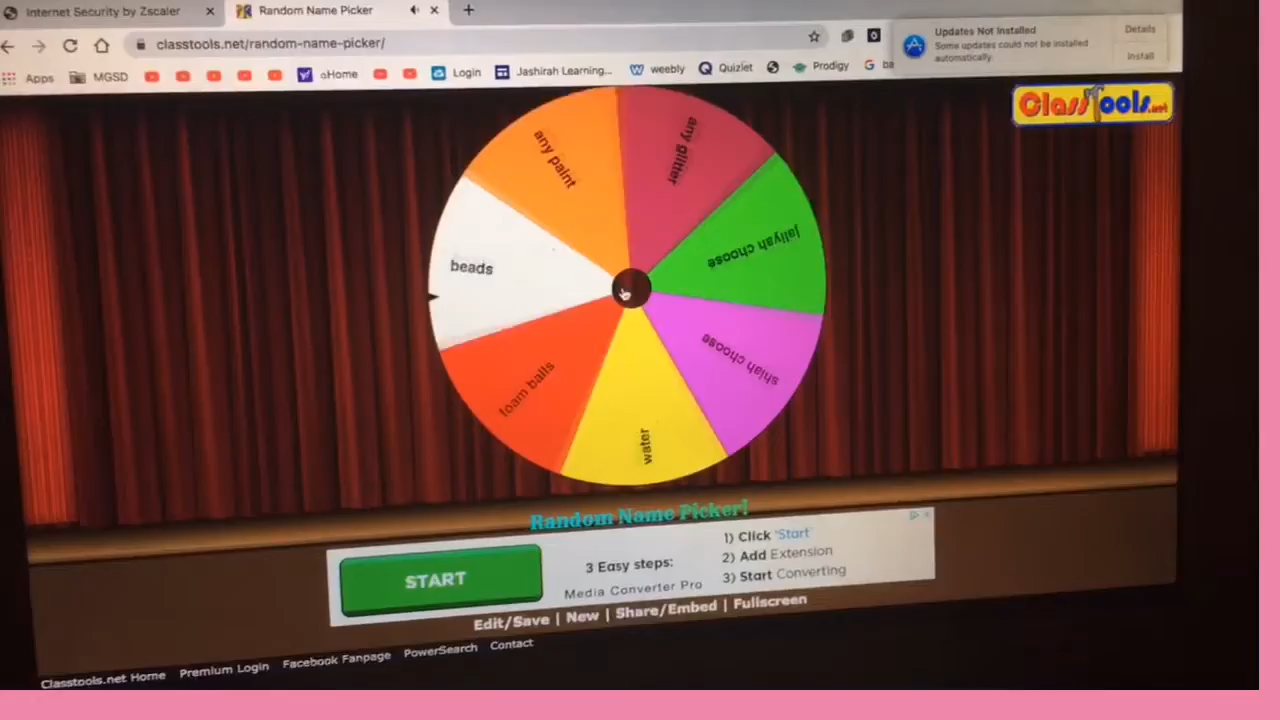 Internet Security by Zscaler
Random Name Picker
classtools.net/random-name-picker/
Updates Not Installed
Some updates could not be installed
automatically.
Details
Install
Apps
MGSD
Home
Login
Jashirah Learning...
weebly
Quizlet
Prodigy
ClassTools.net
any paint
any glitter
jaliyah choose
beads
shiah choose
foam balls
water
Random Name Picker!
START
3 Easy steps:
Media Converter Pro
1) Click "Start"
2) Add Extension
3) Start Converting
Edit/Save | New | Share/Embed | Fullscreen
Classtools.net Home Premium Login Facebook Fanpage PowerSearch Contact